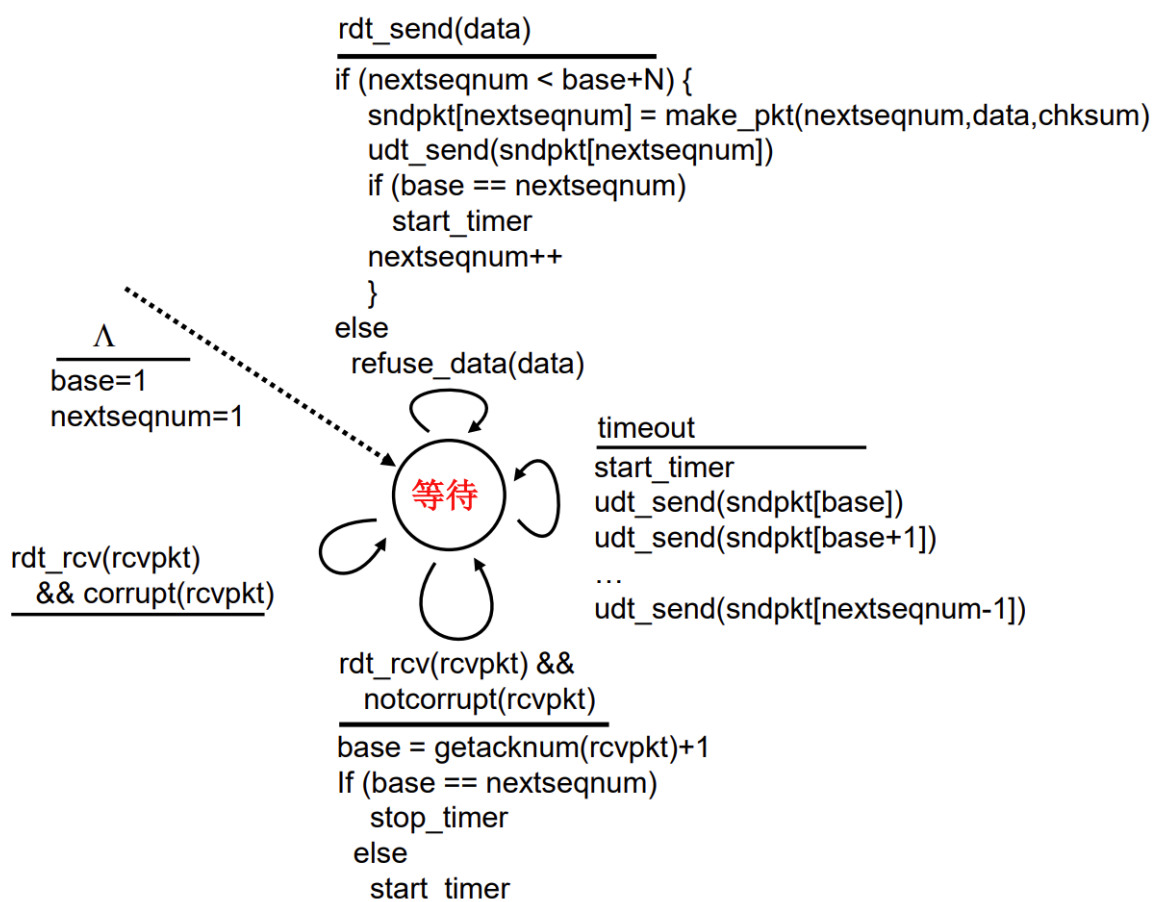 rdt_send(data)
if (nextseqnum < base+N) {
sndpkt[nextseqnum] = make_pkt(nextseqnum,data,chksum)
udt_send(sndpkt[nextseqnum])
if (base == nextseqnum)
start_timer
nextseqnum++
}
else
refuse_data(data)
Λ
base=1
nextseqnum=1
等待
timeout
start_timer
udt_send(sndpkt[base])
udt_send(sndpkt[base+1])
…
udt_send(sndpkt[nextseqnum-1])
rdt_rcv(rcvpkt)
&& corrupt(rcvpkt)
rdt_rcv(rcvpkt) &&
notcorrupt(rcvpkt)
base = getacknum(rcvpkt)+1
If (base == nextseqnum)
stop_timer
else
start_timer